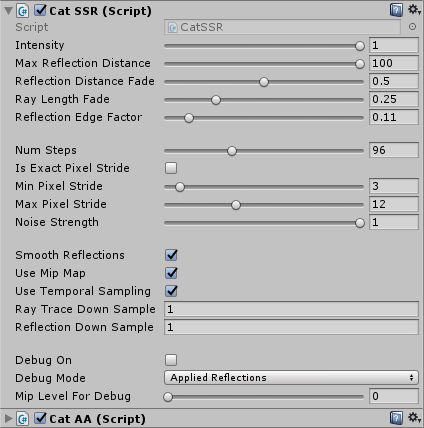 Cat SSR (Script)
Script CatSSR
Intensity 1
Max Reflection Distance 100
Reflection Distance Fade 0.5
Ray Length Fade 0.25
Reflection Edge Factor 0.11
Num Steps 96
Is Exact Pixel Stride
Min Pixel Stride 3
Max Pixel Stride 12
Noise Strength 1
Smooth Reflections
Use Mip Map
Use Temporal Sampling
Ray Trace Down Sample 1
Reflection Down Sample 1
Debug On
Debug Mode Applied Reflections
Mip Level For Debug 0
Cat AA (Script)